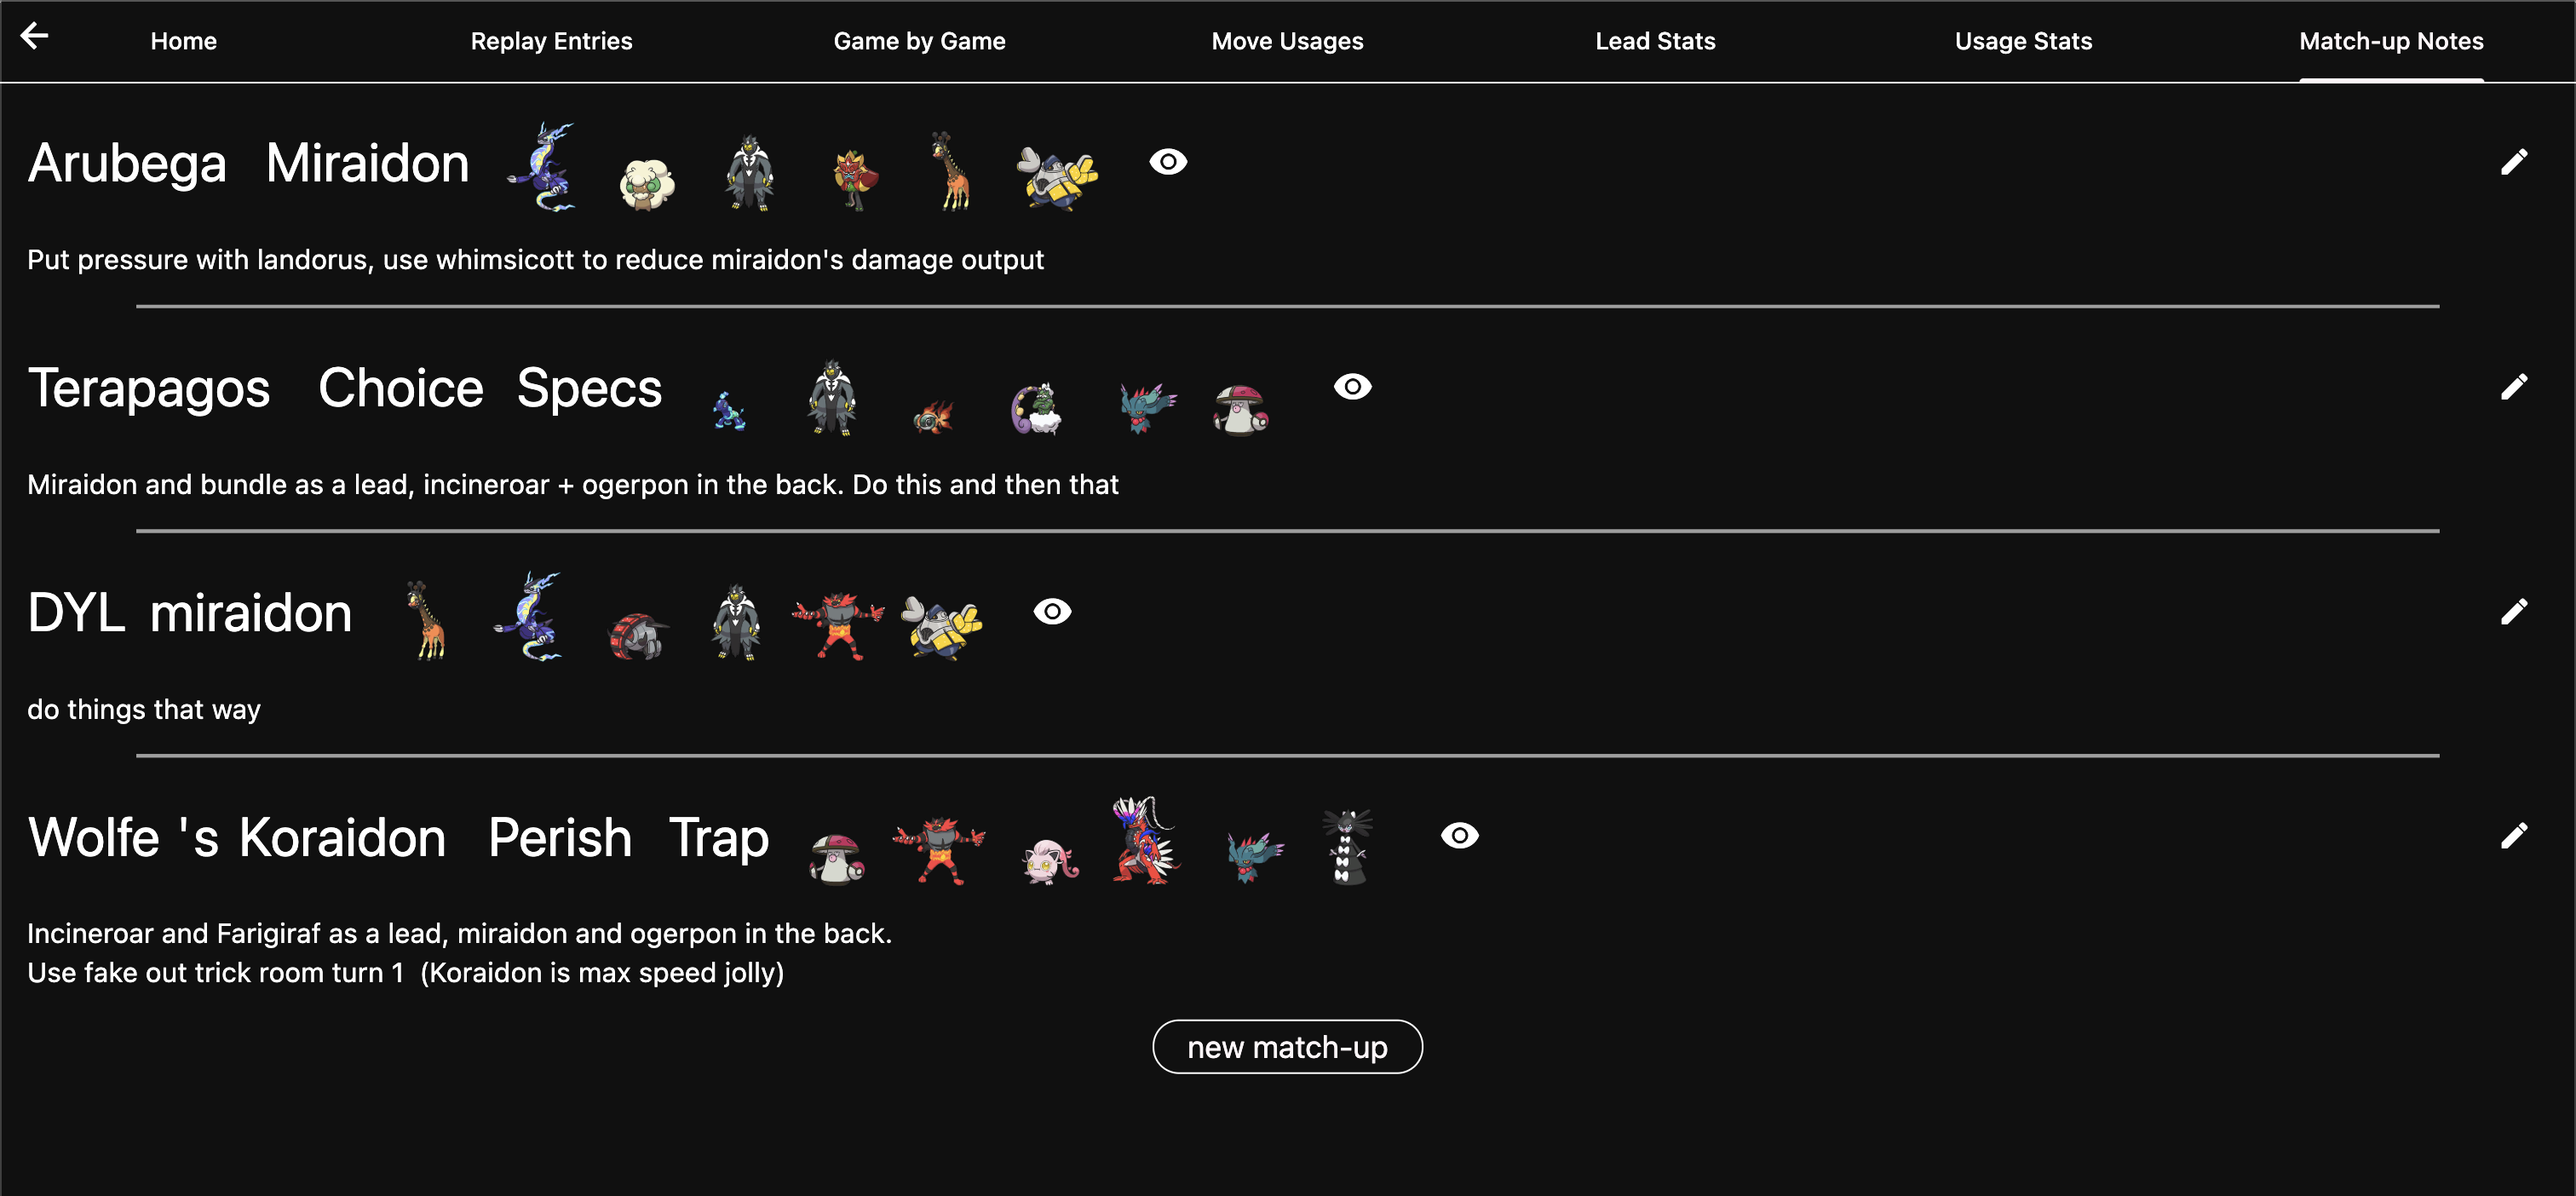 Home Replay Entries Game by Game Move Usages Lead Stats Usage Stats Match-up Notes
Arubega Miraidon
Put pressure with landorus, use whimsicott to reduce miraidon's damage output
Terapagos Choice Specs
Miraidon and bundle as a lead, incineroar + ogerpon in the back. Do this and then that
DYL miraidon
do things that way
Wolfe 's Koraidon Perish Trap
Incineroar and Farigiraf as a lead, miraidon and ogerpon in the back.
Use fake out trick room turn 1 (Koraidon is max speed jolly)
new match-up